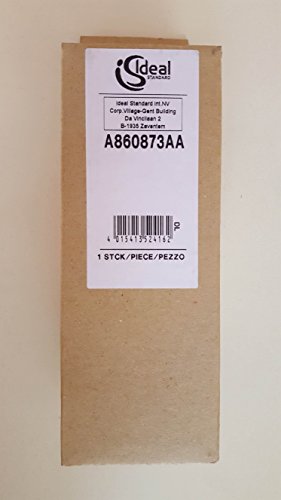 Ideal
STANDARD
Ideal Standard Int.NV
Corp.Village-Gent Building
Da Vincilaan 2
B-1935 Zaventem
A860873AA
DL
4 015413 524162
1 STCK/PIECE/PEZZO